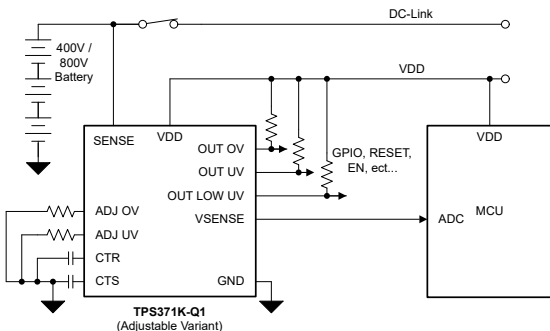 DC-Link
400V /
800V
Battery
VDD
SENSE
VDD
OUT OV
OUT UV
OUT LOW UV
VSENSE
GPIO, RESET,
EN, ect...
VDD
ADC
MCU
ADJ OV
ADJ UV
CTR
CTS
GND
TPS371K-Q1
(Adjustable Variant)